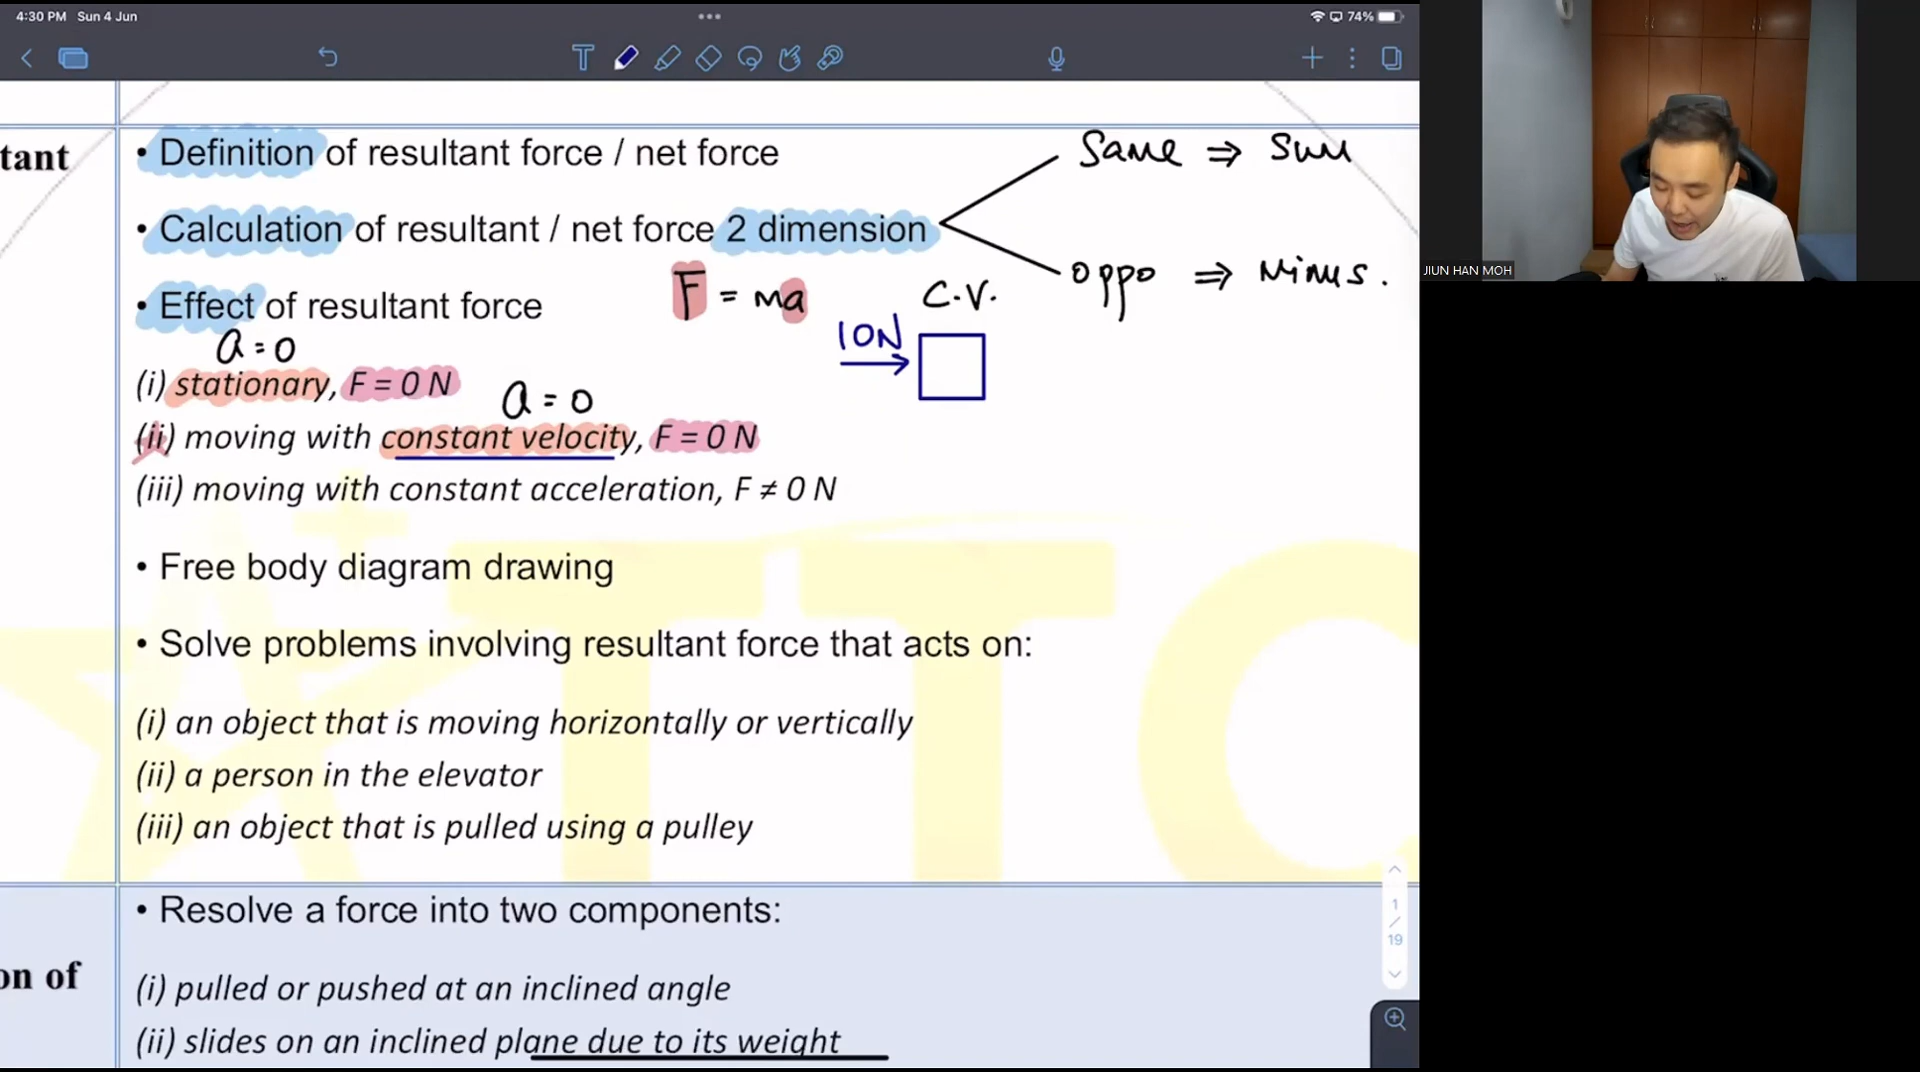 4:30 PM Sun 4 Jun
74%
tant
• Definition of resultant force / net force
Same ⇒ Sum
• Calculation of resultant / net force 2 dimension
oppo ⇒ Minus.
• Effect of resultant force
F = ma
C.V.
a = 0
10N
(i) stationary, F = 0 N
a = 0
(ii) moving with constant velocity, F = 0 N
(iii) moving with constant acceleration, F ≠ 0 N
• Free body diagram drawing
• Solve problems involving resultant force that acts on:
(i) an object that is moving horizontally or vertically
(ii) a person in the elevator
(iii) an object that is pulled using a pulley
on of
• Resolve a force into two components:
(i) pulled or pushed at an inclined angle
(ii) slides on an inclined plane due to its weight
1
/
19
TTC
JIUN HAN MOH